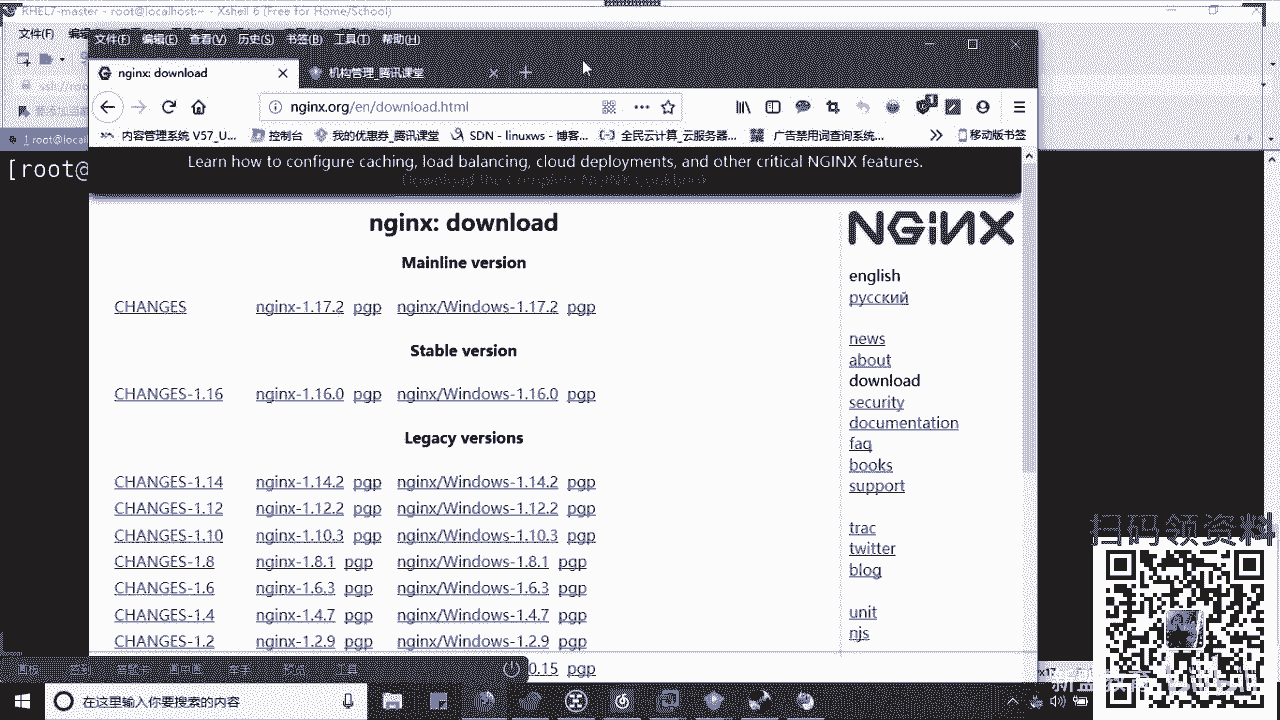 RHEL7-master - root@localhost:~ - Xshell 6 (Free for Home/School)
文件(F)
文件(F) 编辑(E) 查看(V) 历史(S) 书签(B) 工具(T) 帮助(H)
nginx: download
机构管理_腾讯课堂
ssh://
nginx.org/en/download.html
1 root@local
内容管理系统 V57_U...
控制台
我的优惠券_腾讯课堂
SDN - linuxws - 博客...
全民云计算_云服务器...
广告禁用词查询系统...
移动版书签
[root@
Learn how to configure caching, load balancing, cloud deployments, and other critical NGINX features.
nginx: download
Mainline version
CHANGES nginx-1.17.2 pgp nginx/Windows-1.17.2 pgp
Stable version
CHANGES-1.16 nginx-1.16.0 pgp nginx/Windows-1.16.0 pgp
Legacy versions
CHANGES-1.14 nginx-1.14.2 pgp nginx/Windows-1.14.2 pgp
CHANGES-1.12 nginx-1.12.2 pgp nginx/Windows-1.12.2 pgp
CHANGES-1.10 nginx-1.10.3 pgp nginx/Windows-1.10.3 pgp
CHANGES-1.8 nginx-1.8.1 pgp nginx/Windows-1.8.1 pgp
CHANGES-1.6 nginx-1.6.3 pgp nginx/Windows-1.6.3 pgp
CHANGES-1.4 nginx-1.4.7 pgp nginx/Windows-1.4.7 pgp
CHANGES-1.2 nginx-1.2.9 pgp nginx/Windows-1.2.9 pgp
0.15 pgp
NGINX
english
русский
news
about
download
security
documentation
faq
books
support
trac
twitter
blog
unit
njs
扫码领资料
在这里输入你要搜索的内容